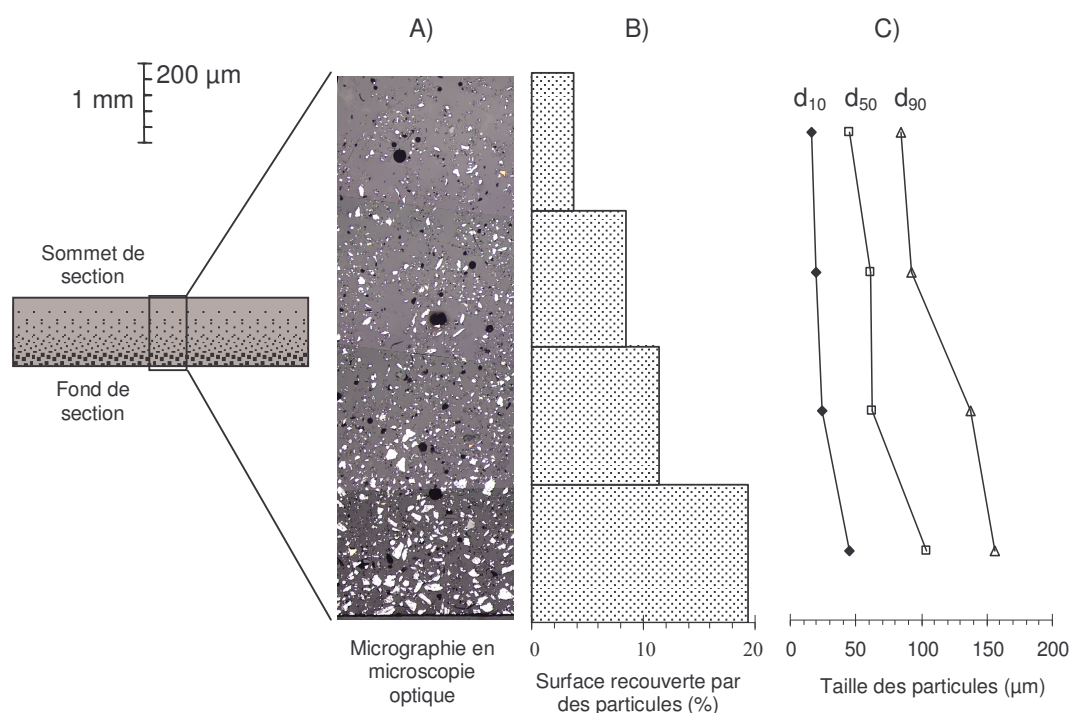 A)
B)
C)
200 µm
1 mm
d10
d50
d90
Sommet de
section
Fond de
section
Micrographie en
microscopie
optique
0
10
20
Surface recouverte par
des particules (%)
0
50
100
150
200
Taille des particules (µm)